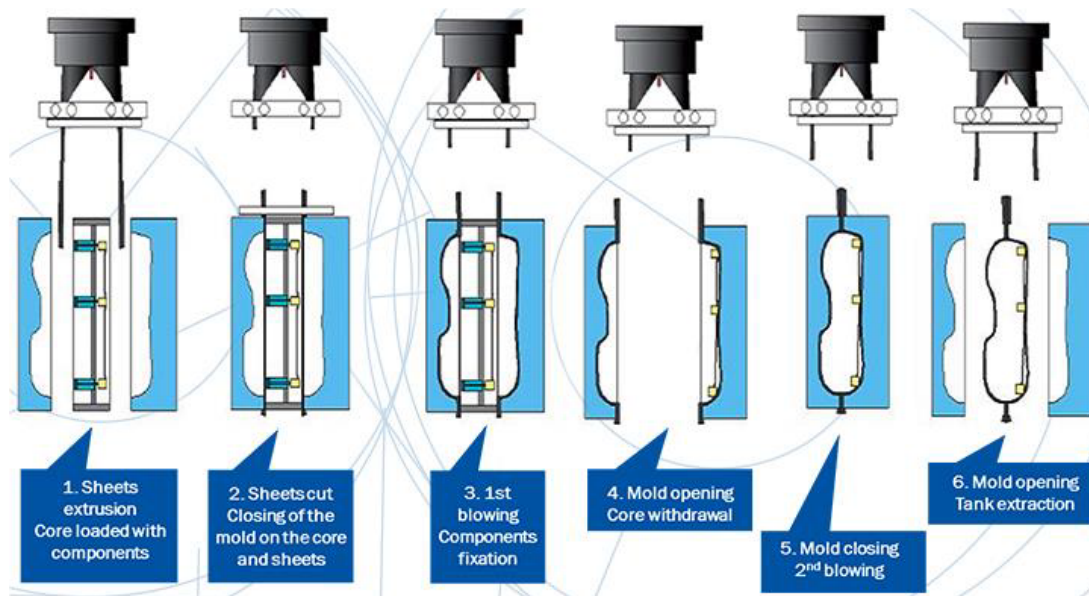 1. Sheets
extrusion
Core loaded with
components
2. Sheets cut
Closing of the
mold on the core
and sheets
3. 1st
blowing
Components
fixation
4. Mold opening
Core withdrawal
5. Mold closing
2nd blowing
6. Mold opening
Tank extraction